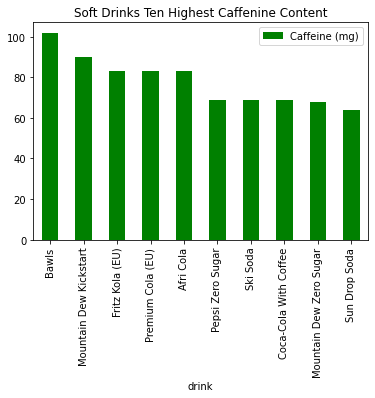 Soft Drinks Ten Highest Caffenine Content
Caffeine (mg)
100
80
60
40
20
0
Bawls
Mountain Dew Kickstart
Fritz Kola (EU)
Premium Cola (EU)
Afri Cola
Pepsi Zero Sugar
Ski Soda
Coca-Cola With Coffee
Mountain Dew Zero Sugar
Sun Drop Soda
drink